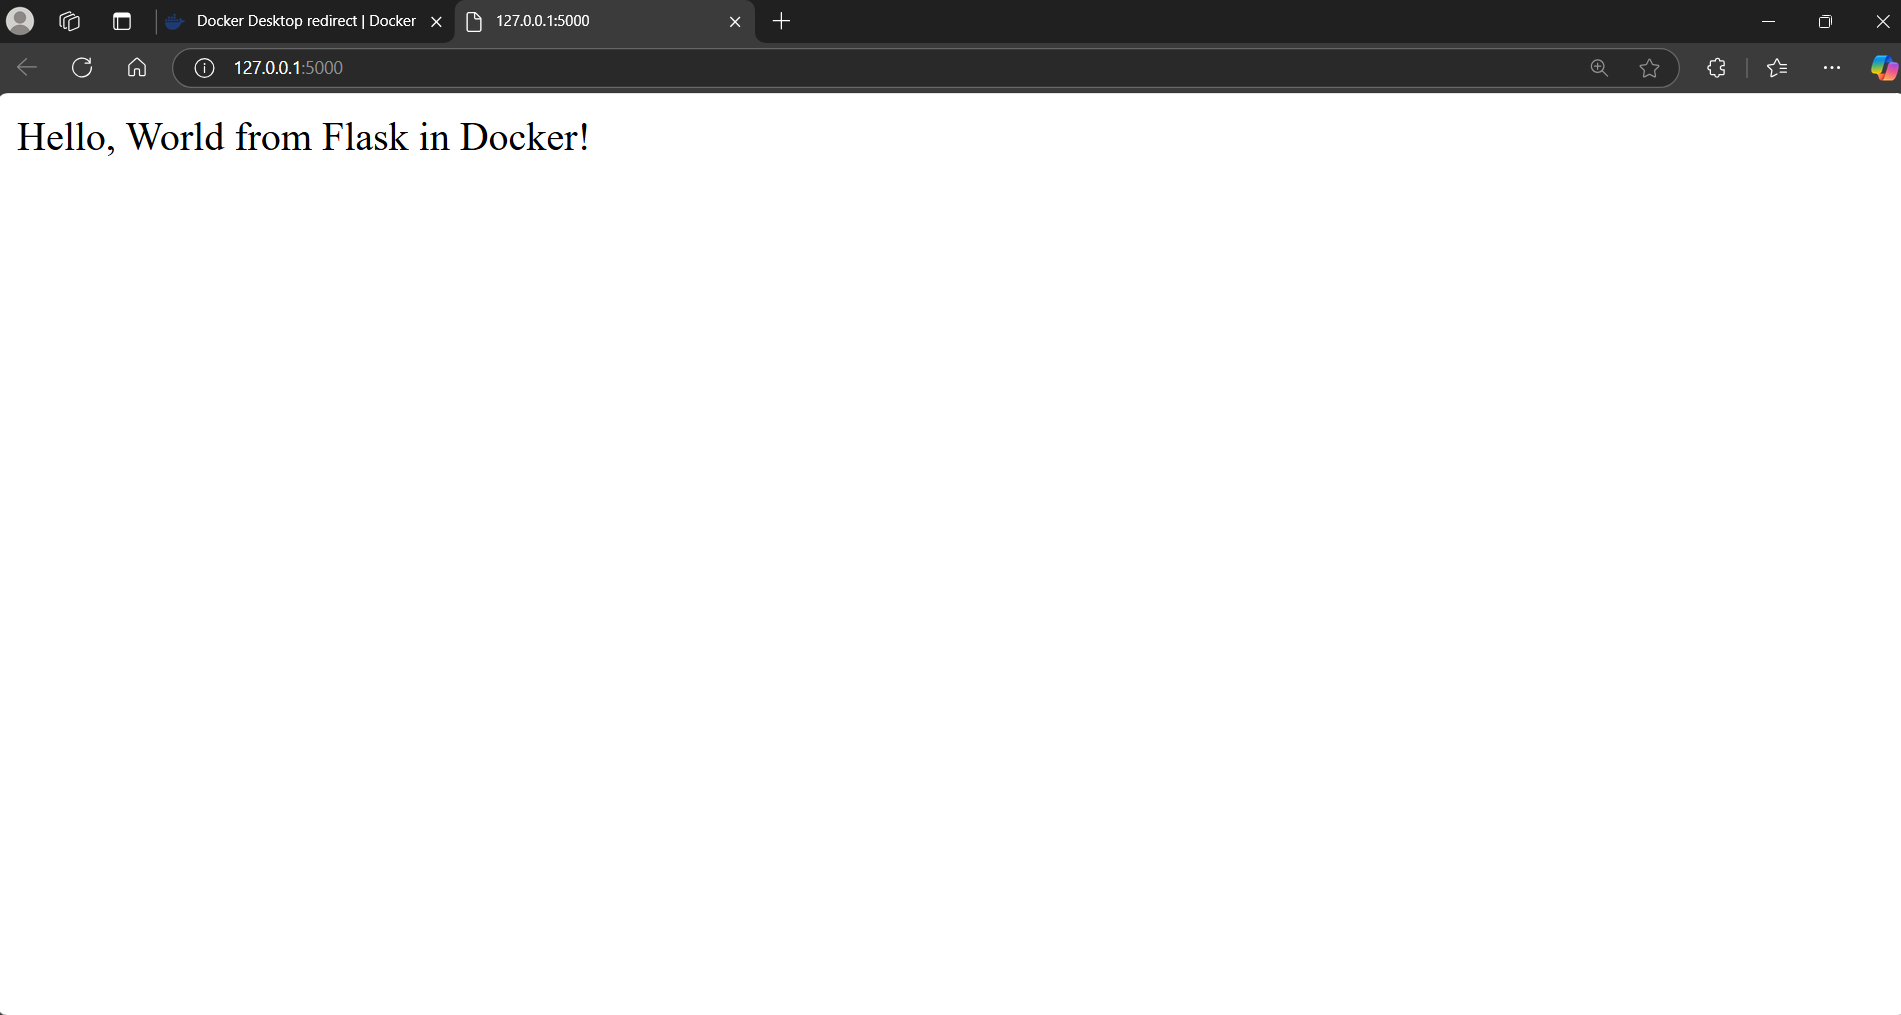 Docker Desktop redirect | Docker
127.0.0.1:5000
127.0.0.1:5000
Hello, World from Flask in Docker!